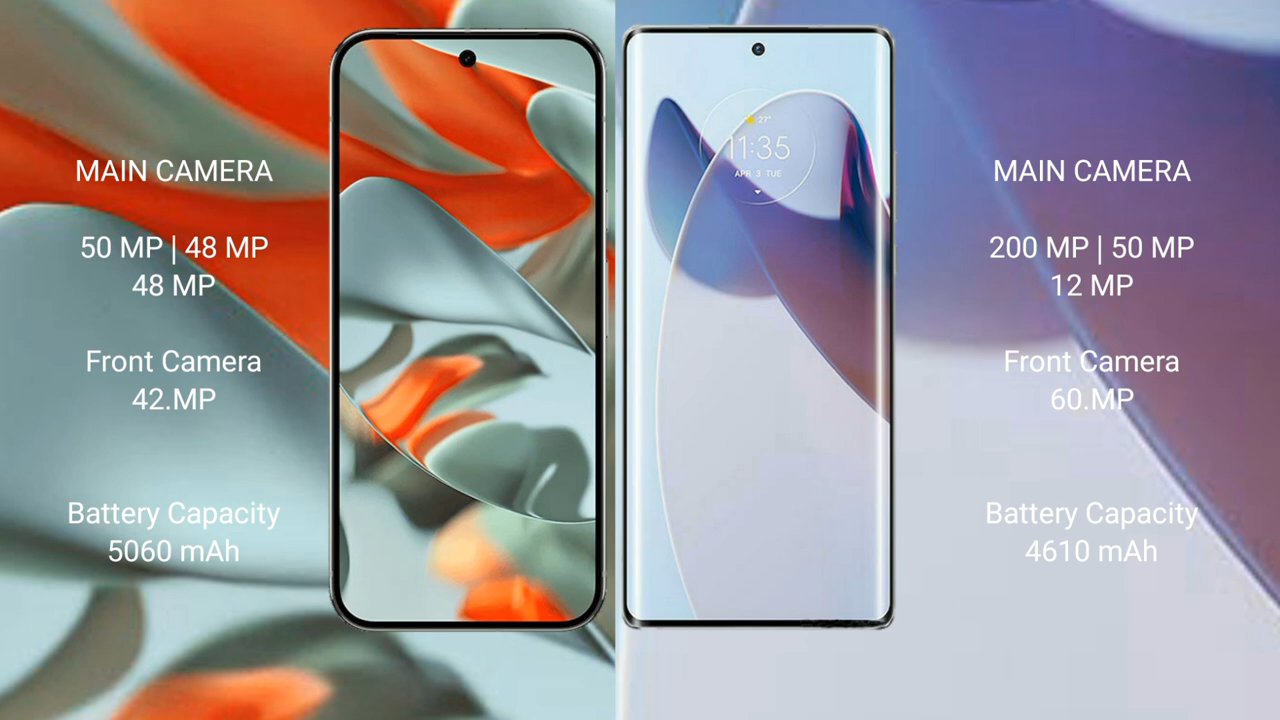 MAIN CAMERA
50 MP | 48 MP
48 MP
Front Camera
42.MP
Battery Capacity
5060 mAh
27°
11:35
APR 3 TUE
MAIN CAMERA
200 MP | 50 MP
12 MP
Front Camera
60.MP
Battery Capacity
4610 mAh